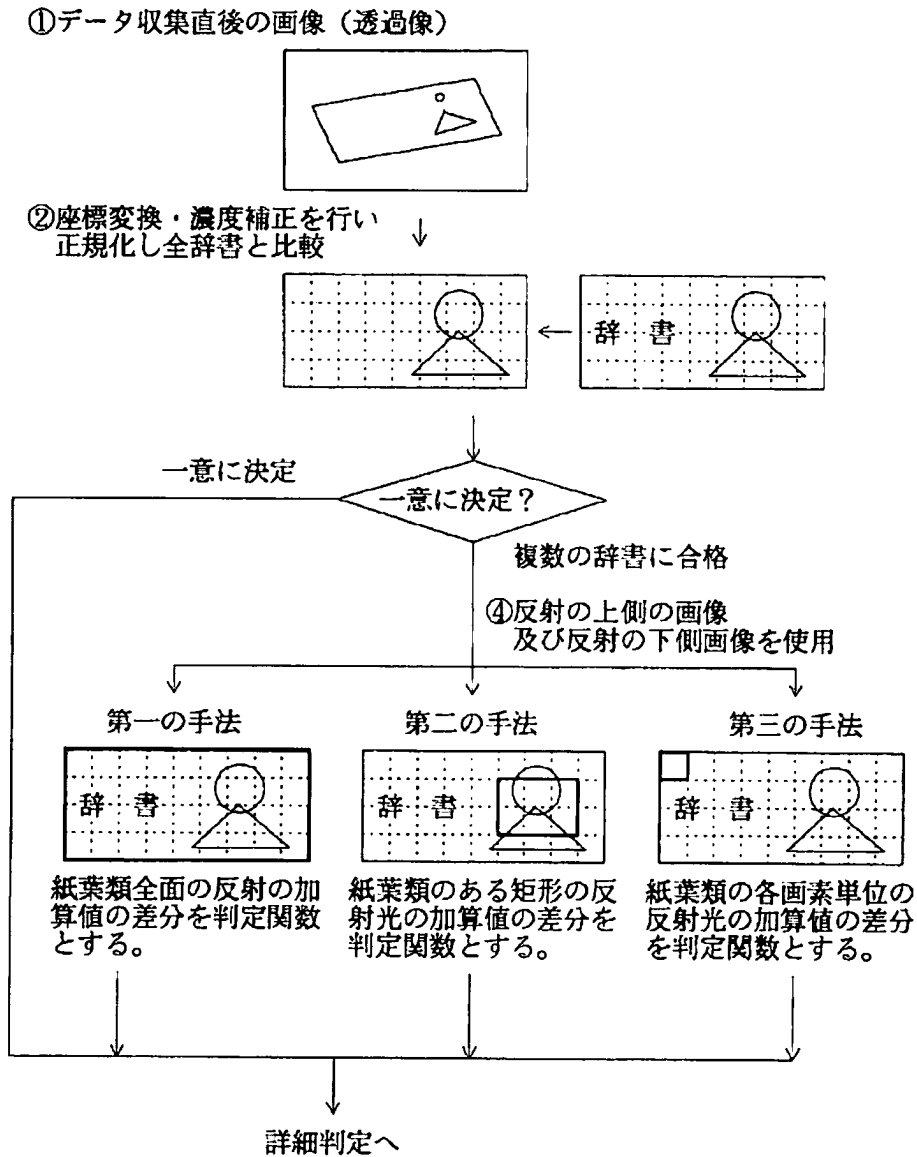 ①データ収集直後の画像（透過像）
②座標変換・濃度補正を行い
正規化し全辞書と比較
辞 書
一意に決定
一意に決定？
複数の辞書に合格
④反射の上側の画像
及び反射の下側画像を使用
第一の手法
第二の手法
第三の手法
辞 書
辞 書
辞 書
紙葉類全面の反射の加
算値の差分を判定関数
とする。
紙葉類のある矩形の反
射光の加算値の差分を
判定関数とする。
紙葉類の各画素単位の
反射光の加算値の差分
を判定関数とする。
詳細判定へ